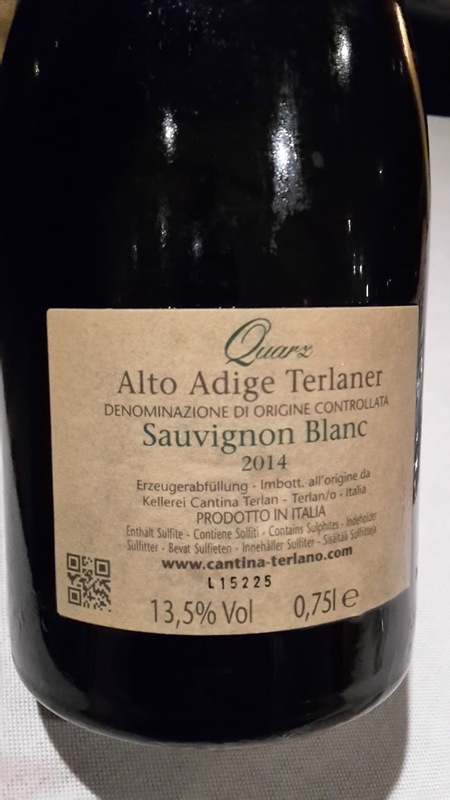 Quarz
Alto Adige Terlaner
DENOMINAZIONE DI ORIGINE CONTROLLATA
Sauvignon Blanc
2014
Erzeugerabfüllung - Imbott. all'origine da
Kellerei Cantina Terlan - Terlan/o - Italia
PRODOTTO IN ITALIA
Enthält Sulfite - Contiene Solfiti - Contains Sulphites - Indeholder
Sulfitter - Bevat Sulfieten - Innehåller Sulfiter - Sisältää Sulfiitteja
www.cantina-terlano.com
L15225
13,5% Vol 0,75l e